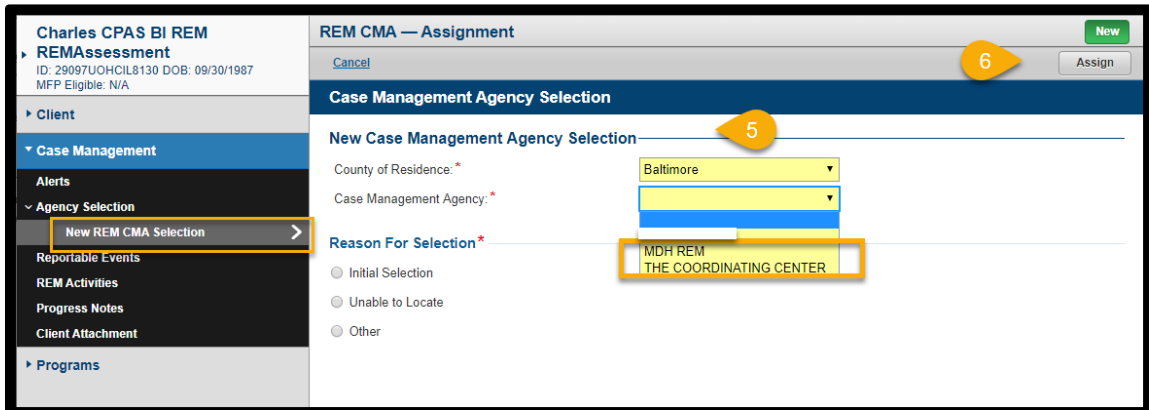 Charles CPAS BI REM
REMAssessment
ID: 29097UOHCIL8130 DOB: 09/30/1987
MFP Eligible: N/A
Client
Case Management
Alerts
Agency Selection
New REM CMA Selection
Reportable Events
REM Activities
Progress Notes
Client Attachment
Programs
REM CMA — Assignment
New
Cancel
6
Assign
Case Management Agency Selection
New Case Management Agency Selection
5
County of Residence:*
Baltimore
Case Management Agency:*
MDH REM
THE COORDINATING CENTER
Reason For Selection*
Initial Selection
Unable to Locate
Other